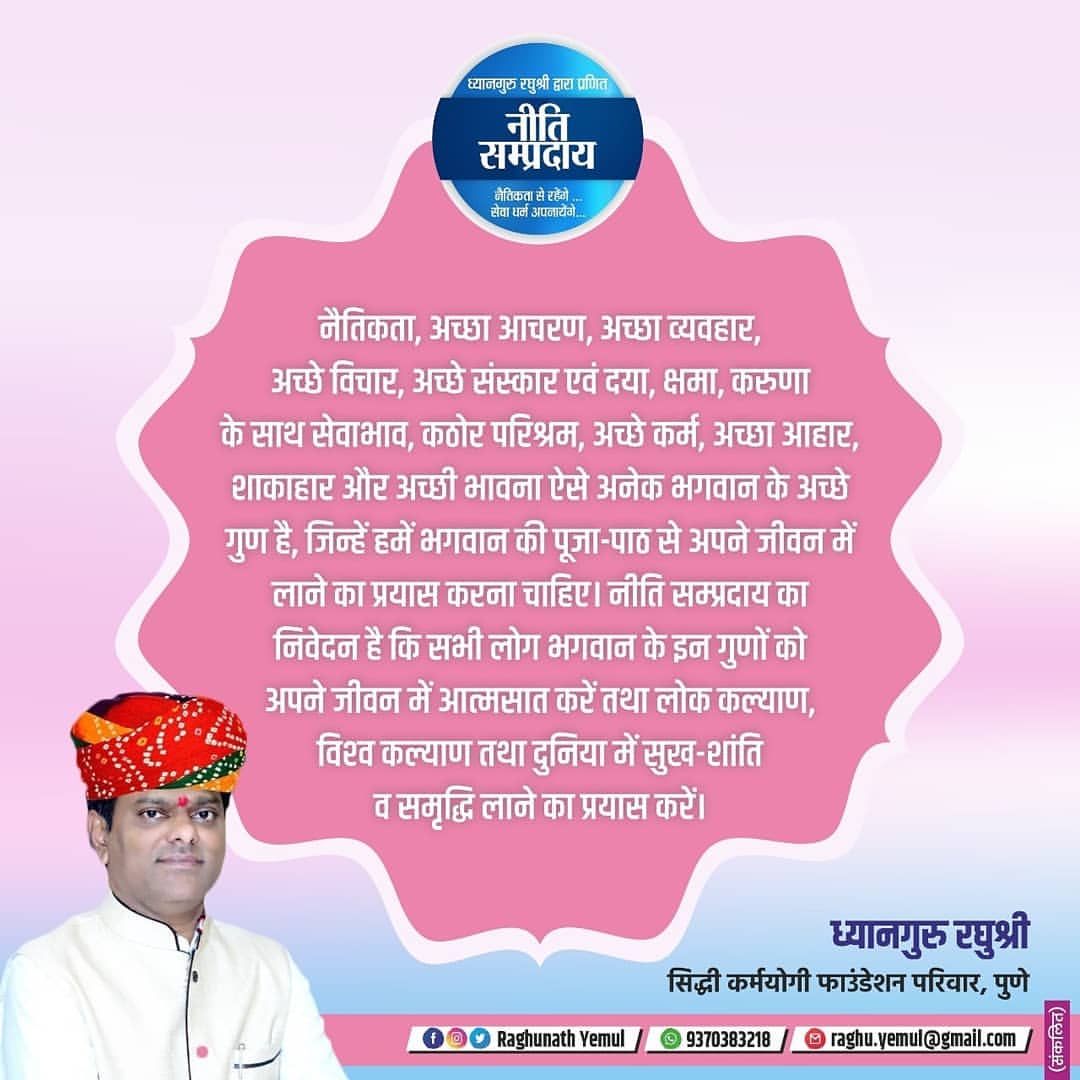 ध्यानगुरु रघुश्री द्वारा प्रणित
नीति
सम्प्रदाय
नैतिकता से रहेंगे ...
सेवा धर्म अपनायेंगे...
नैतिकता, अच्छा आचरण, अच्छा व्यवहार,
अच्छे विचार, अच्छे संस्कार एवं दया, क्षमा, करुणा
के साथ सेवाभाव, कठोर परिश्रम, अच्छे कर्म, अच्छा आहार,
शाकाहार और अच्छी भावना ऐसे अनेक भगवान के अच्छे
गुण है, जिन्हें हमें भगवान की पूजा-पाठ से अपने जीवन में
लाने का प्रयास करना चाहिए। नीति सम्प्रदाय का
निवेदन है कि सभी लोग भगवान के इन गुणों को
अपने जीवन में आत्मसात करें तथा लोक कल्याण,
विश्व कल्याण तथा दुनिया में सुख-शांति
व समृद्धि लाने का प्रयास करें।
ध्यानगुरु रघुश्री
सिद्धी कर्मयोगी फाउंडेशन परिवार, पुणे
Raghunath Yemul / 9370383218 / raghu.yemul@gmail.com /
(संकलित)